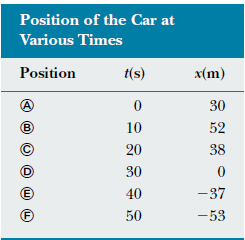 Position of the Car at
Various Times
Position t(s) x(m)
Ⓐ 0 30
Ⓑ 10 52
Ⓒ 20 38
Ⓓ 30 0
Ⓔ 40 −37
Ⓕ 50 −53